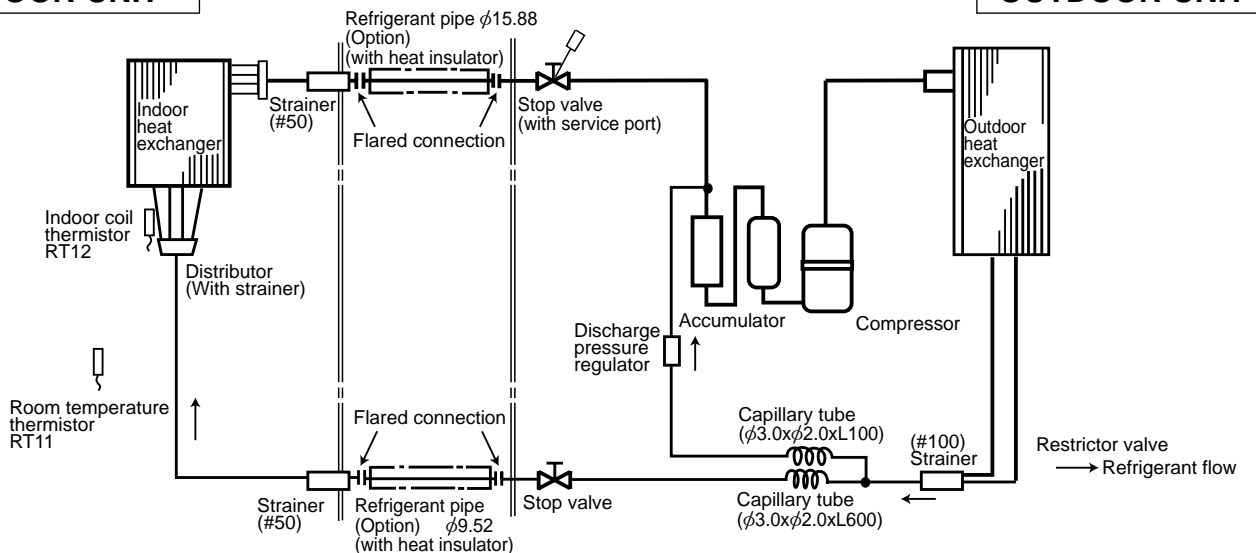 Refrigerant pipe φ15.88
(Option)
(with heat insulator)
Indoor
heat
exchanger
Strainer
(#50)
Flared connection
Stop valve
(with service port)
Outdoor
heat
exchanger
Indoor coil
thermistor
RT12
Distributor
(With strainer)
Accumulator
Compressor
Discharge
pressure
regulator
Room temperature
thermistor
RT11
Flared connection
Capillary tube
(φ3.0xφ2.0xL100)
(#100)
Strainer
Restrictor valve
Refrigerant flow
Strainer
(#50)
Refrigerant pipe
(Option) φ9.52
(with heat insulator)
Stop valve
Capillary tube
(φ3.0xφ2.0xL600)